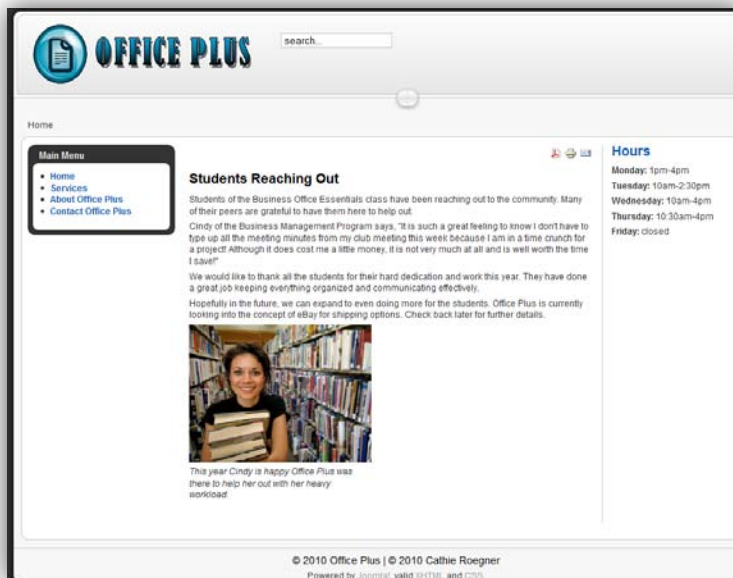 OFFICE PLUS
search...
Home
Main Menu
Home
Services
About Office Plus
Contact Office Plus
Students Reaching Out
Students of the Business Office Essentials class have been reaching out to the community. Many
of their peers are grateful to have them here to help out.
Cindy of the Business Management Program says, "It is such a great feeling to know I don't have to
type up all the meeting minutes from my club meeting this week because I am in a time crunch for
a project! Although it does cost me a little money, it is not very much at all and is well worth the time
I save!"
We would like to thank all the students for their hard dedication and work this year. They have done
a great job keeping everything organized and communicating effectively.
Hopefully in the future, we can expand to even doing more for the students. Office Plus is currently
looking into the concept of eBay for shipping options. Check back later for further details.
This year Cindy is happy Office Plus was
there to help her out with her heavy
workload.
Hours
Monday: 1pm-4pm
Tuesday: 10am-2:30pm
Wednesday: 10am-4pm
Thursday: 10:30am-4pm
Friday: closed
© 2010 Office Plus | © 2010 Cathie Roegner
Powered by Joomla! valid XHTML and CSS.